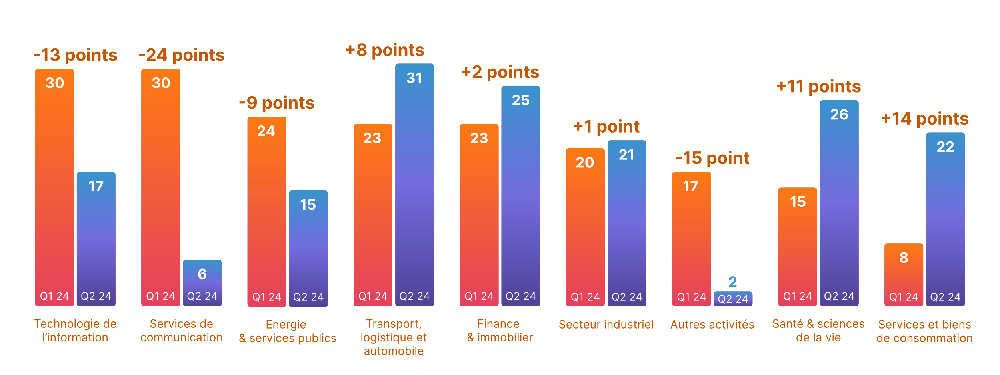 -13 points
30
17
Q1 24
Q2 24
Technologie de
l'information
-24 points
30
6
Q1 24
Q2 24
Services de
communication
-9 points
24
15
Q1 24
Q2 24
Energie
& services publics
+8 points
23
31
Q1 24
Q2 24
Transport,
logistique et
automobile
+2 points
23
25
Q1 24
Q2 24
Finance
& immobilier
+1 point
20
21
Q1 24
Q2 24
Secteur industriel
-15 points
17
2
Q1 24
Q2 24
Autres activités
+11 points
15
26
Q1 24
Q2 24
Santé & sciences
de la vie
+14 points
8
22
Q1 24
Q2 24
Services et biens
de consommation